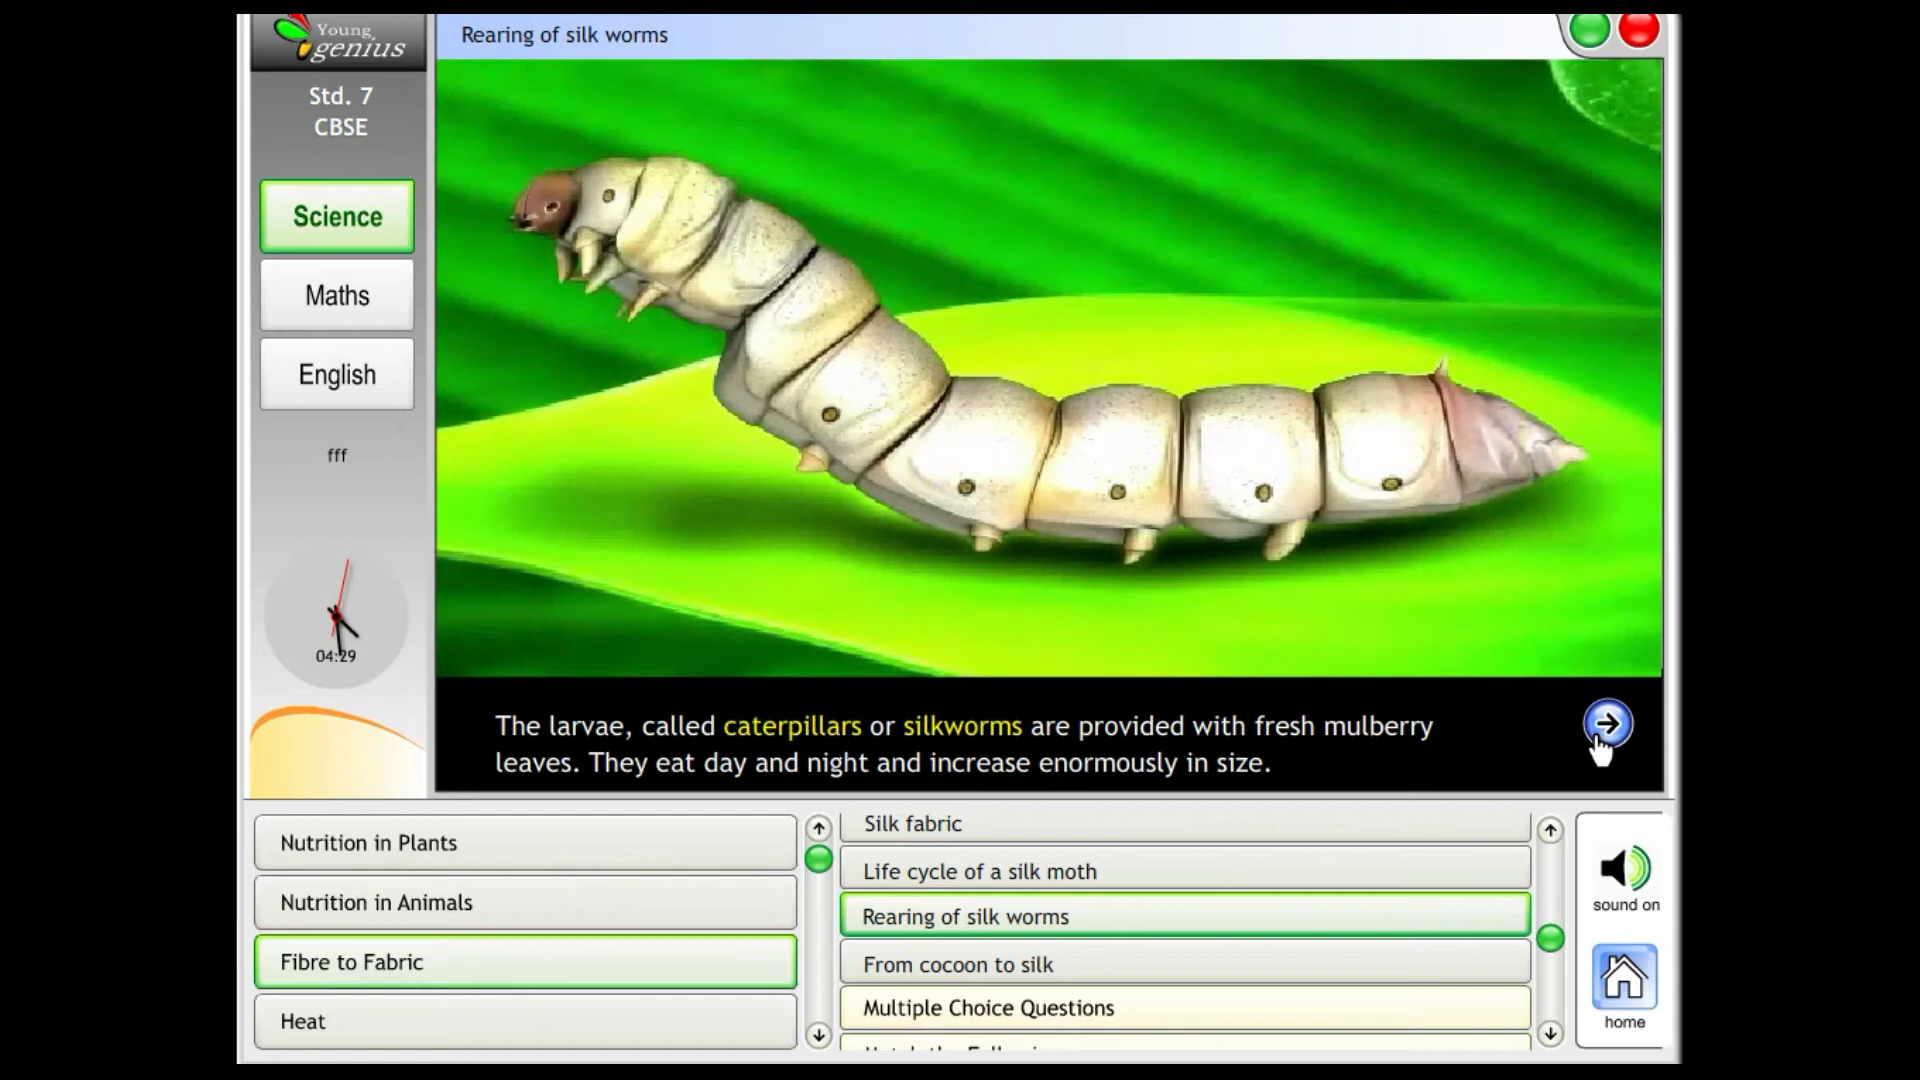 Young
genius
Rearing of silk worms
Std. 7
CBSE
Science
Maths
English
fff
04:29
The larvae, called caterpillars or silkworms are provided with fresh mulberry
leaves. They eat day and night and increase enormously in size.
Nutrition in Plants
Nutrition in Animals
Fibre to Fabric
Heat
Silk fabric
Life cycle of a silk moth
Rearing of silk worms
From cocoon to silk
Multiple Choice Questions
sound on
home